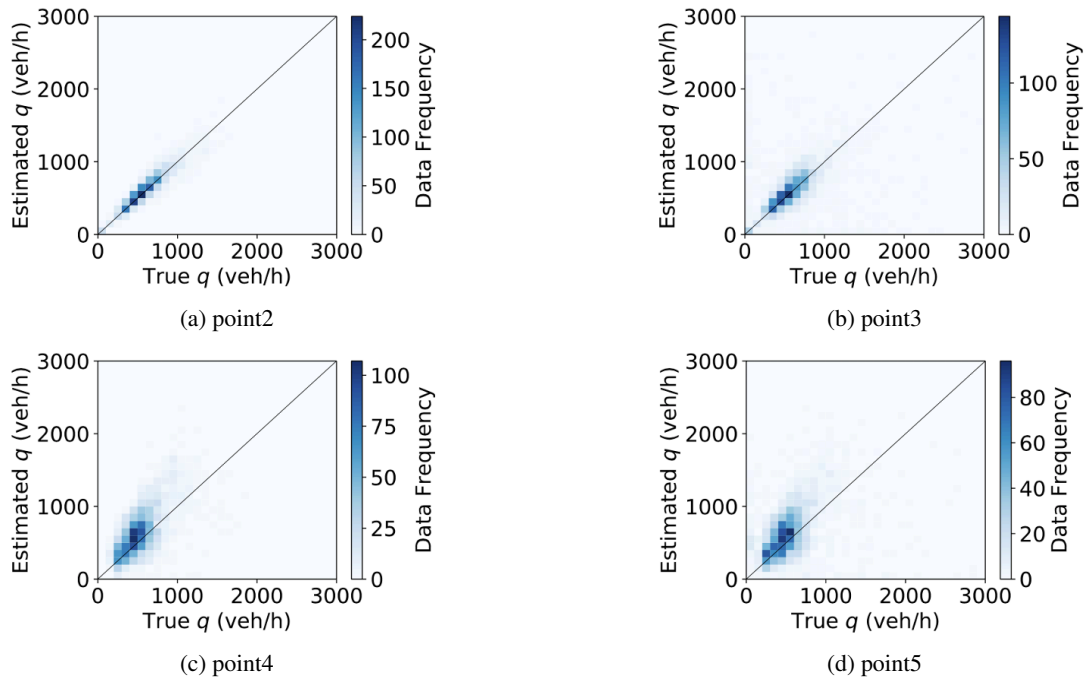 3000
2000
1000
0
Estimated q (veh/h)
0 1000 2000 3000
True q (veh/h)
200
150
100
50
0
Data Frequency
(a) point2
3000
2000
1000
0
Estimated q (veh/h)
0 1000 2000 3000
True q (veh/h)
100
50
0
Data Frequency
(b) point3
3000
2000
1000
0
Estimated q (veh/h)
0 1000 2000 3000
True q (veh/h)
100
75
50
25
0
Data Frequency
(c) point4
3000
2000
1000
0
Estimated q (veh/h)
0 1000 2000 3000
True q (veh/h)
80
60
40
20
0
Data Frequency
(d) point5